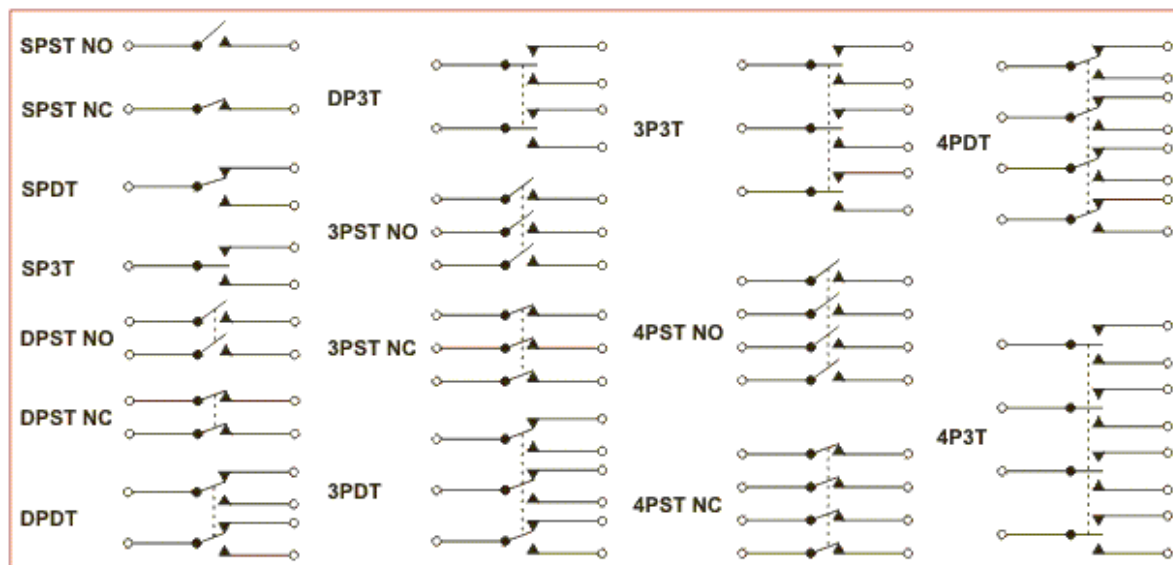 SPST NO
SPST NC
SPDT
SP3T
DPST NO
DPST NC
DPDT
DP3T
3PST NO
3PST NC
3PDT
3P3T
4PST NO
4PST NC
4PDT
4P3T